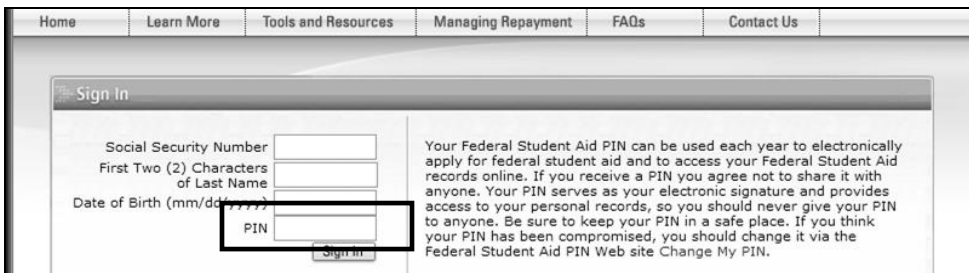 Home Learn More Tools and Resources Managing Repayment FAQs Contact Us
Sign In
Social Security Number
First Two (2) Characters
of Last Name
Date of Birth (mm/dd/yyyy)
PIN
Sign In
Your Federal Student Aid PIN can be used each year to electronically
apply for federal student aid and to access your Federal Student Aid
records online. If you receive a PIN you agree not to share it with
anyone. Your PIN serves as your electronic signature and provides
access to your personal records, so you should never give your PIN
to anyone. Be sure to keep your PIN in a safe place. If you think
your PIN has been compromised, you should change it via the
Federal Student Aid PIN Web site Change My PIN.